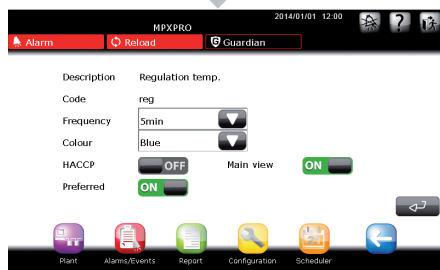 2014/01/01 12:00
MPXPRO
Alarm Reload Guardian
Description Regulation temp.
Code reg
Frequency 5min
Colour Blue
HACCP OFF Main view ON
Preferred ON
Plant Alarms/Events Report Configuration Scheduler